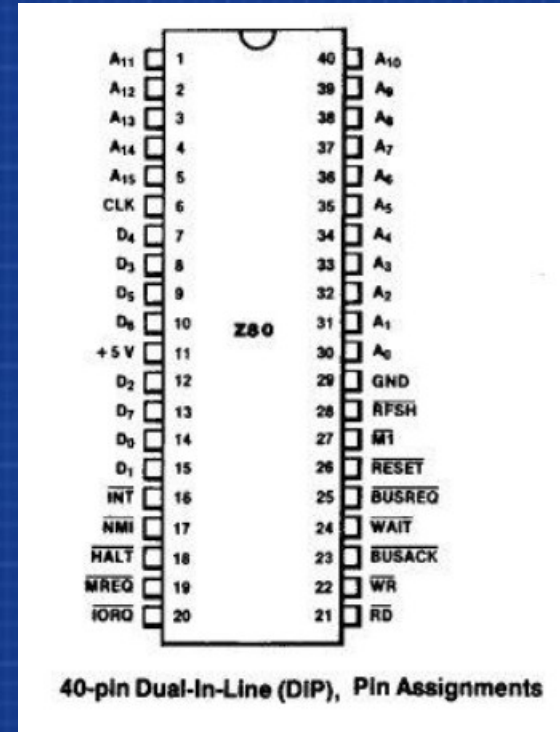 A11 1 40 A10
A12 2 39 A9
A13 3 38 A8
A14 4 37 A7
A15 5 36 A6
CLK 6 35 A5
D4 7 34 A4
D3 8 33 A3
D5 9 32 A2
D6 10 31 A1
Z80
+5 V 11 30 A0
D2 12 29 GND
D7 13 28 RFSH
D0 14 27 M1
D1 15 26 RESET
INT 16 25 BUSREQ
NMI 17 24 WAIT
HALT 18 23 BUSACK
MREQ 19 22 WR
IORQ 20 21 RD
40-pin Dual-In-Line (DIP), Pin Assignments